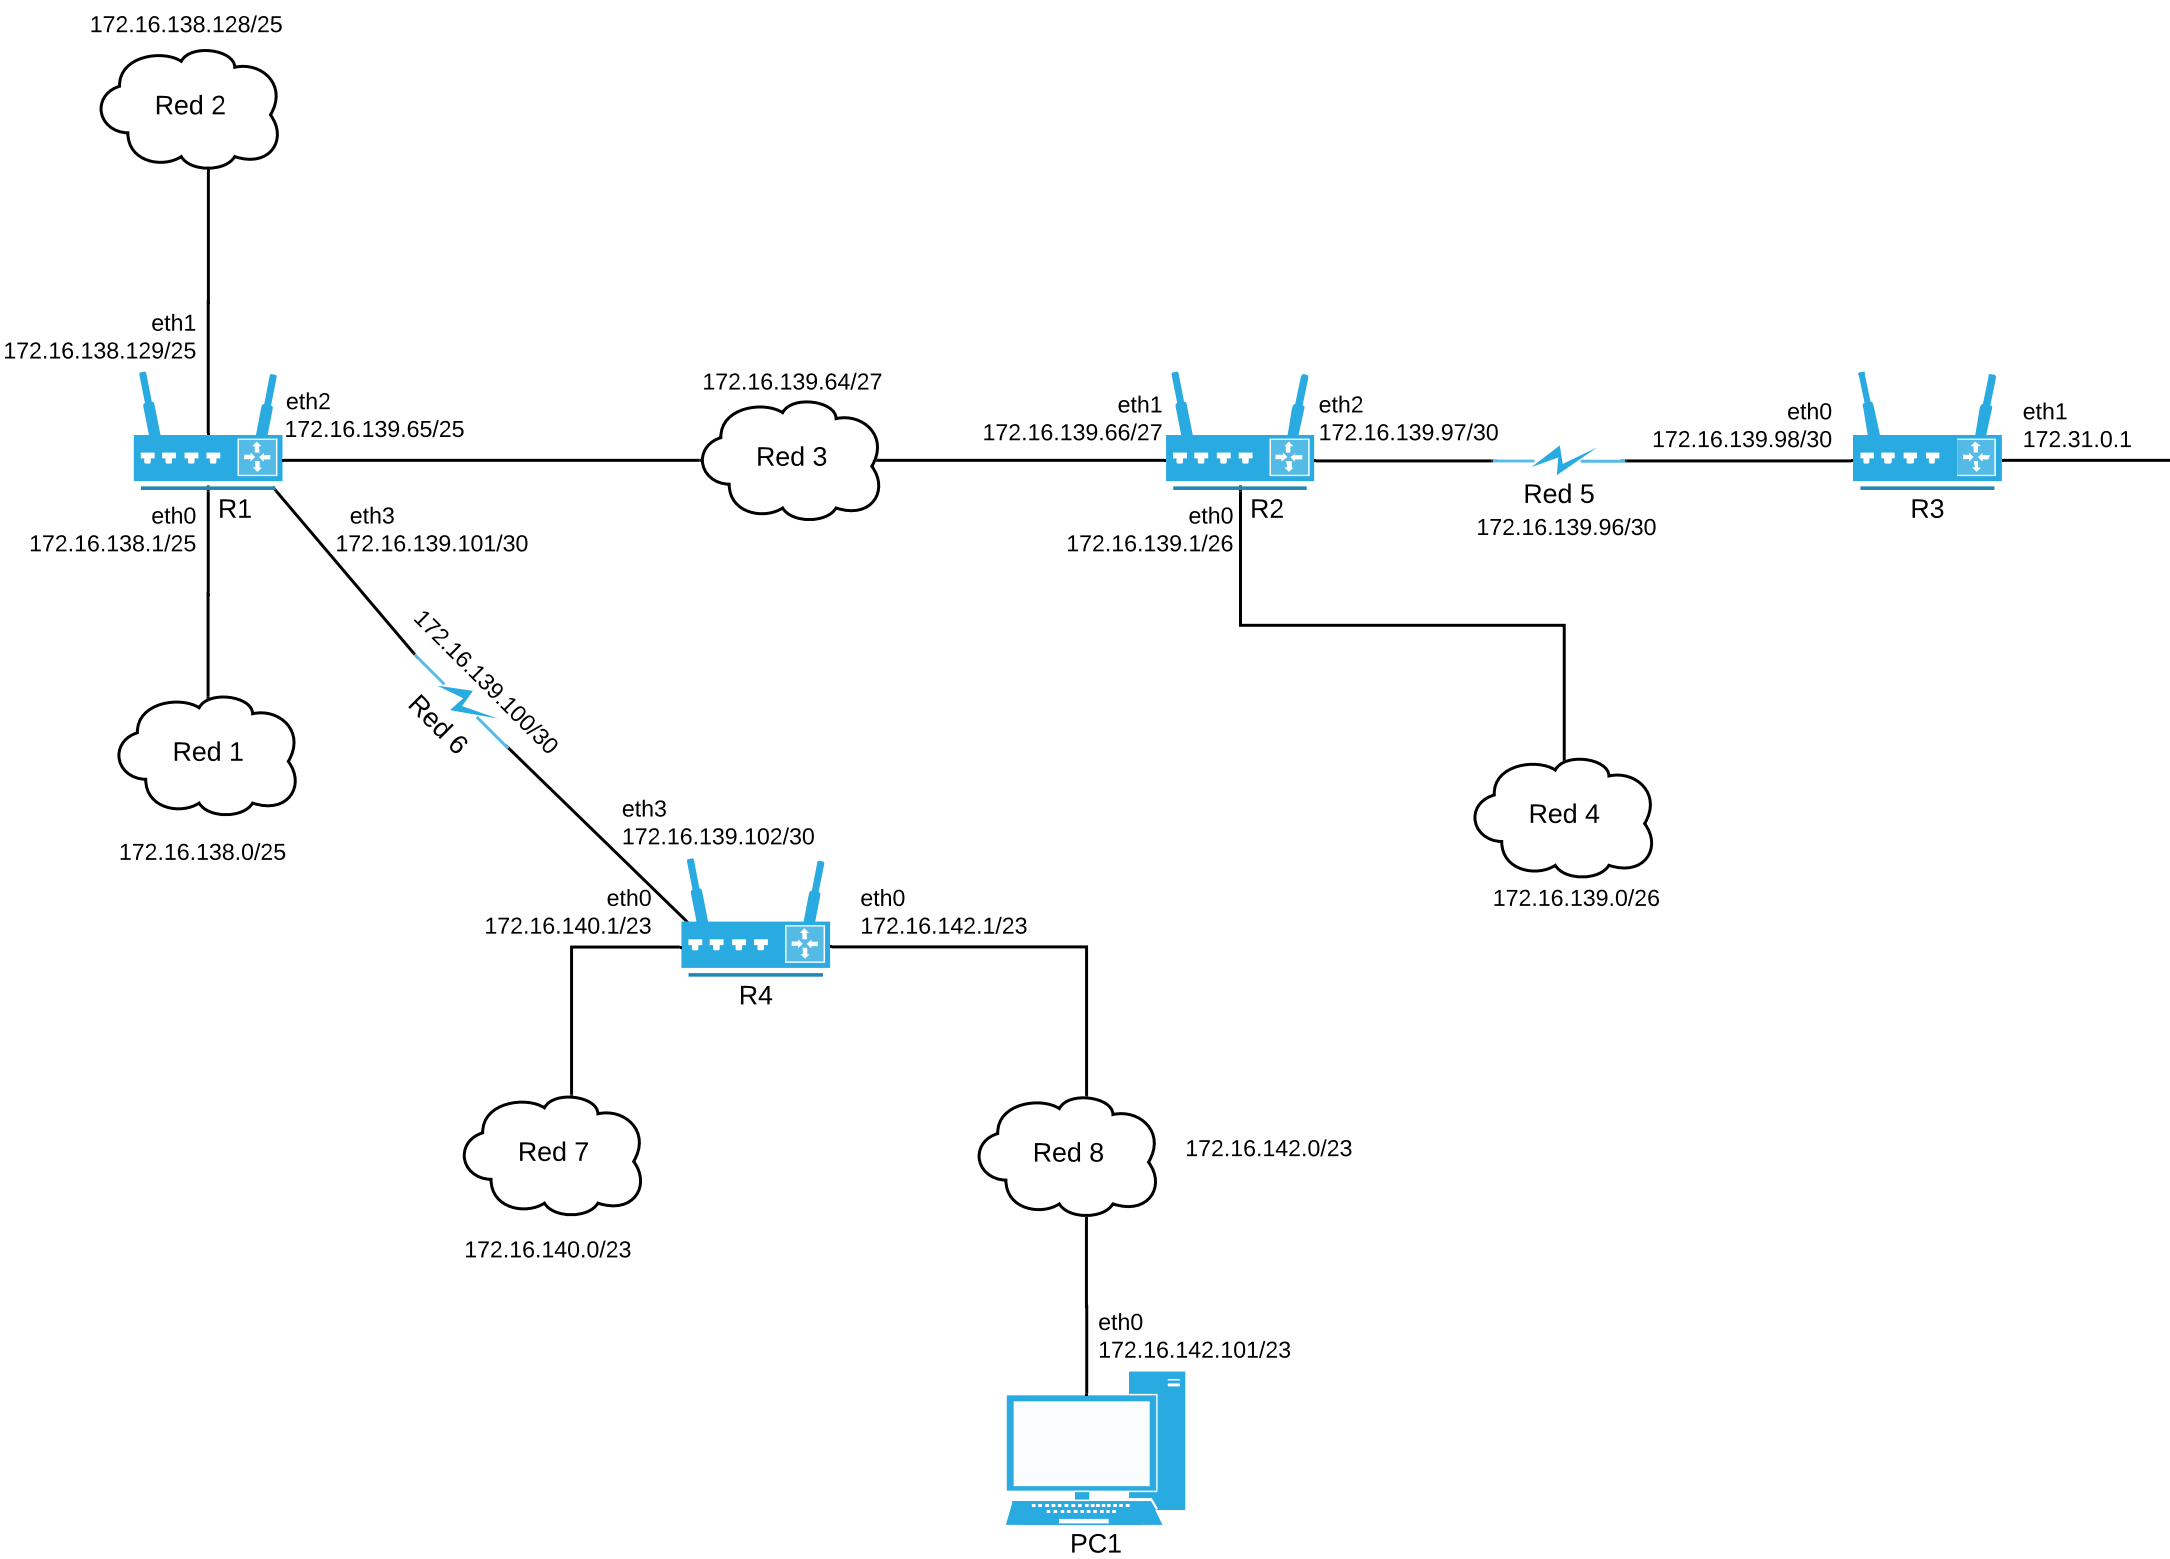 172.16.138.128/25
Red 2
eth1
172.16.138.129/25
eth2
172.16.139.65/25
172.16.139.64/27
Red 3
eth1
172.16.139.66/27
eth2
172.16.139.97/30
eth0
172.16.139.98/30
eth1
172.31.0.1
R1
R2
Red 5
172.16.139.96/30
R3
eth0
172.16.138.1/25
eth3
172.16.139.101/30
eth0
172.16.139.1/26
172.16.139.100/30
Red 6
Red 1
172.16.138.0/25
eth3
172.16.139.102/30
Red 4
172.16.139.0/26
eth0
172.16.140.1/23
eth0
172.16.142.1/23
R4
Red 7
172.16.140.0/23
Red 8
172.16.142.0/23
eth0
172.16.142.101/23
PC1